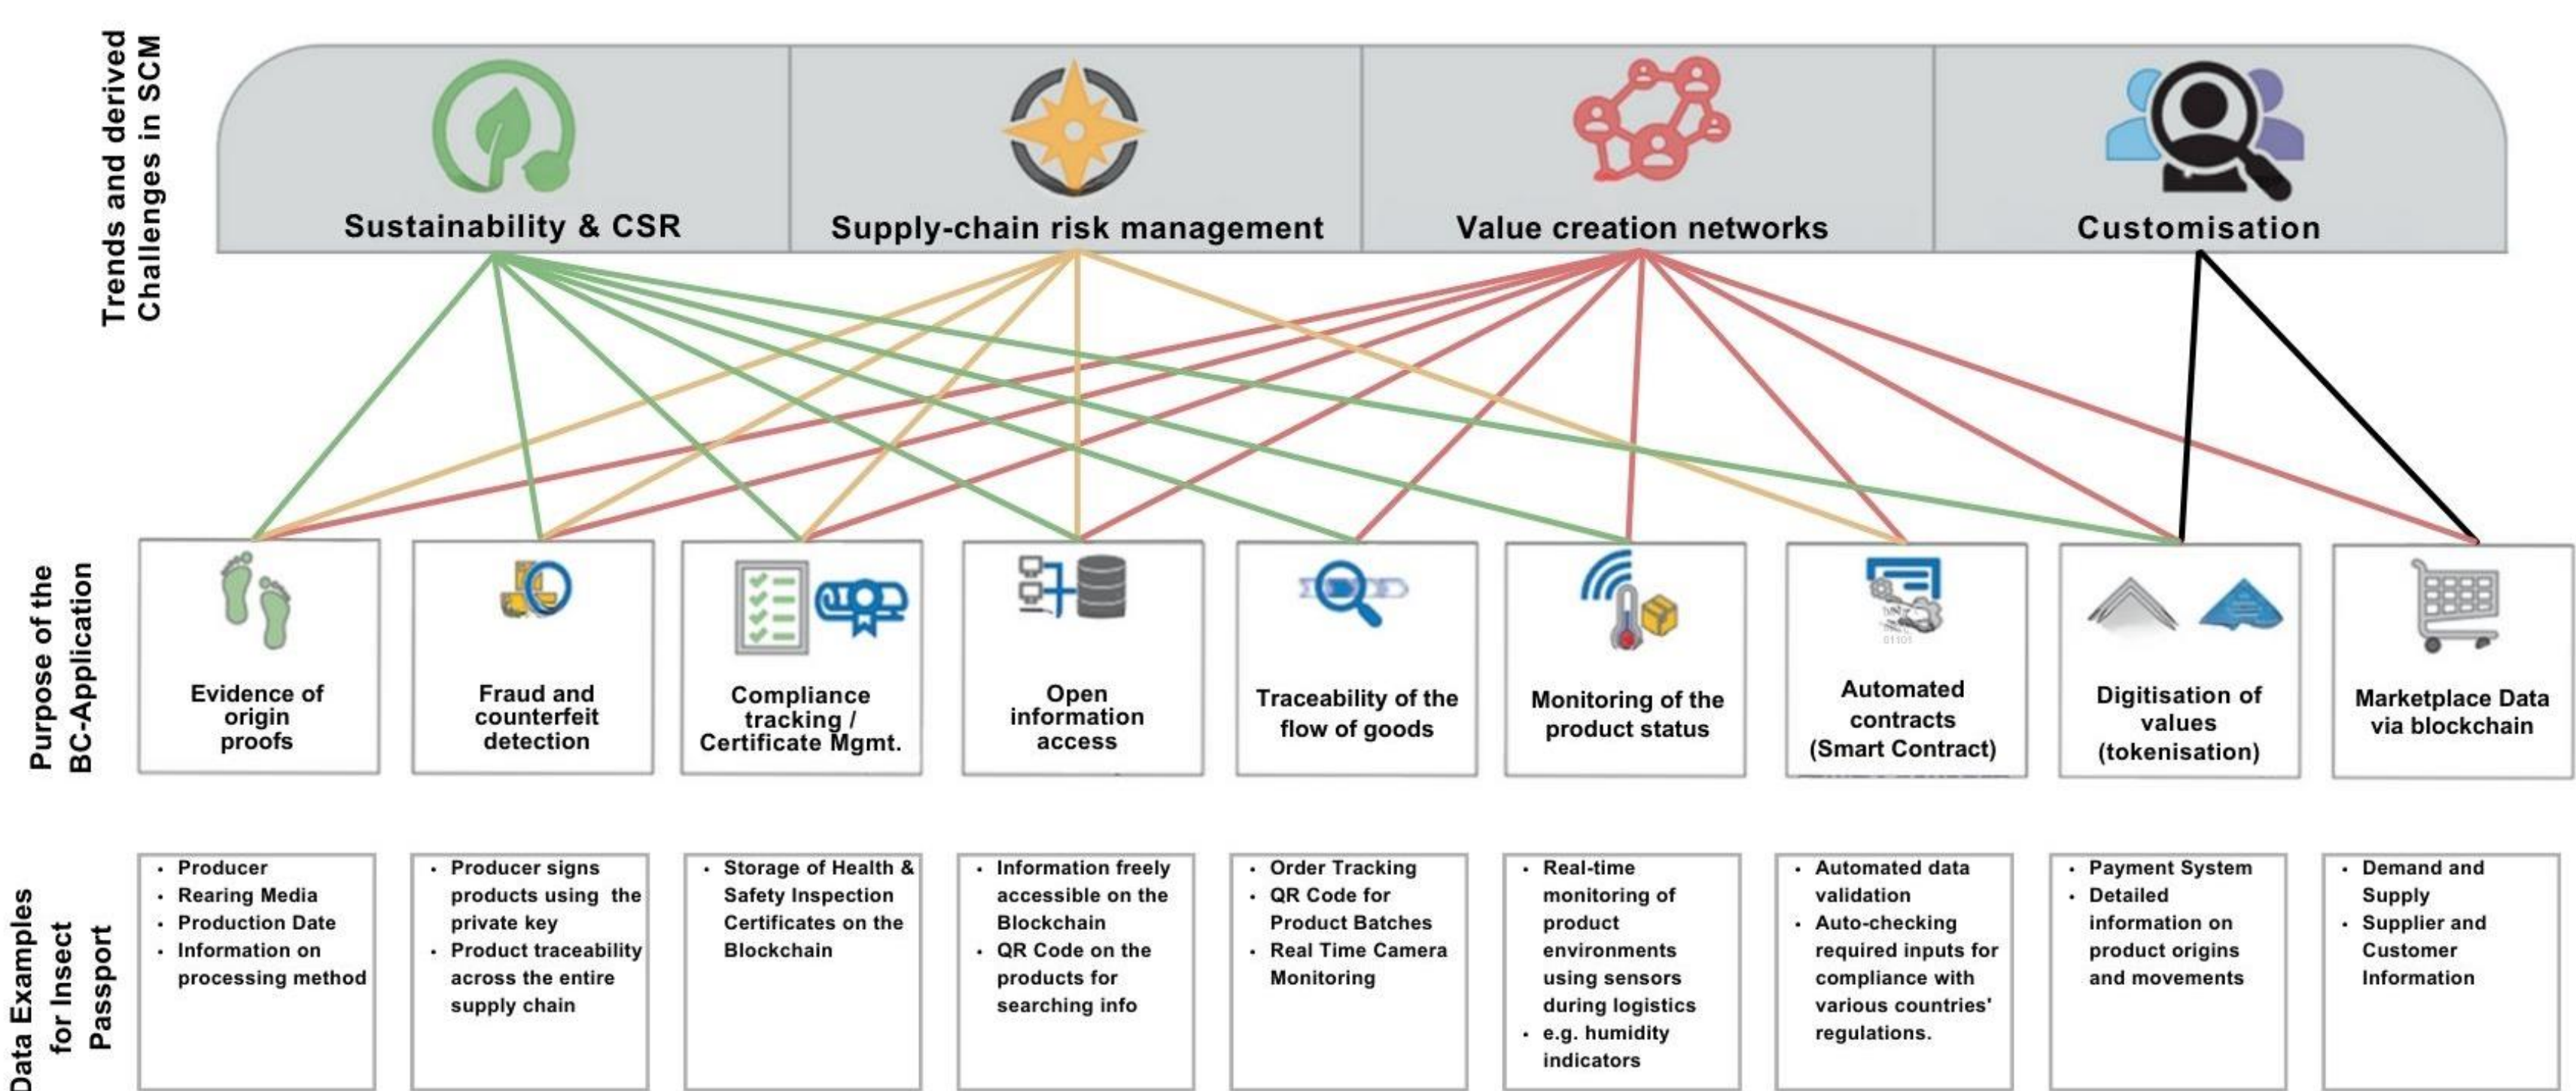 Trends and derived
Challenges in SCM
Sustainability & CSR
Supply-chain risk management
Value creation networks
Customisation
Purpose of the
BC-Application
Evidence of
origin
proofs
Fraud and
counterfeit
detection
Compliance
tracking /
Certificate Mgmt.
Open
information
access
Traceability of the
flow of goods
Monitoring of the
product status
01101
Automated
contracts
(Smart Contract)
Digitisation of
values
(tokenisation)
Marketplace Data
via blockchain
Data Examples
for Insect
Passport
• Producer
• Rearing Media
• Production Date
• Information on
processing method
• Producer signs
products using the
private key
• Product traceability
across the entire
supply chain
• Storage of Health &
Safety Inspection
Certificates on the
Blockchain
• Information freely
accessible on the
Blockchain
• QR Code on the
products for
searching info
• Order Tracking
• QR Code for
Product Batches
• Real Time Camera
Monitoring
• Real-time
monitoring of
product
environments
using sensors
during logistics
• e.g. humidity
indicators
• Automated data
validation
• Auto-checking
required inputs for
compliance with
various countries'
regulations.
• Payment System
• Detailed
information on
product origins
and movements
• Demand and
Supply
• Supplier and
Customer
Information